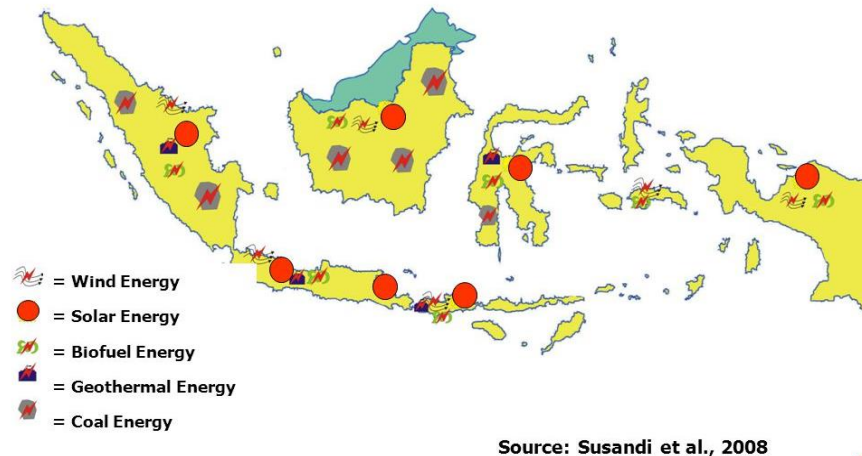 = Wind Energy
= Solar Energy
= Biofuel Energy
= Geothermal Energy
= Coal Energy
Source: Susandi et al., 2008